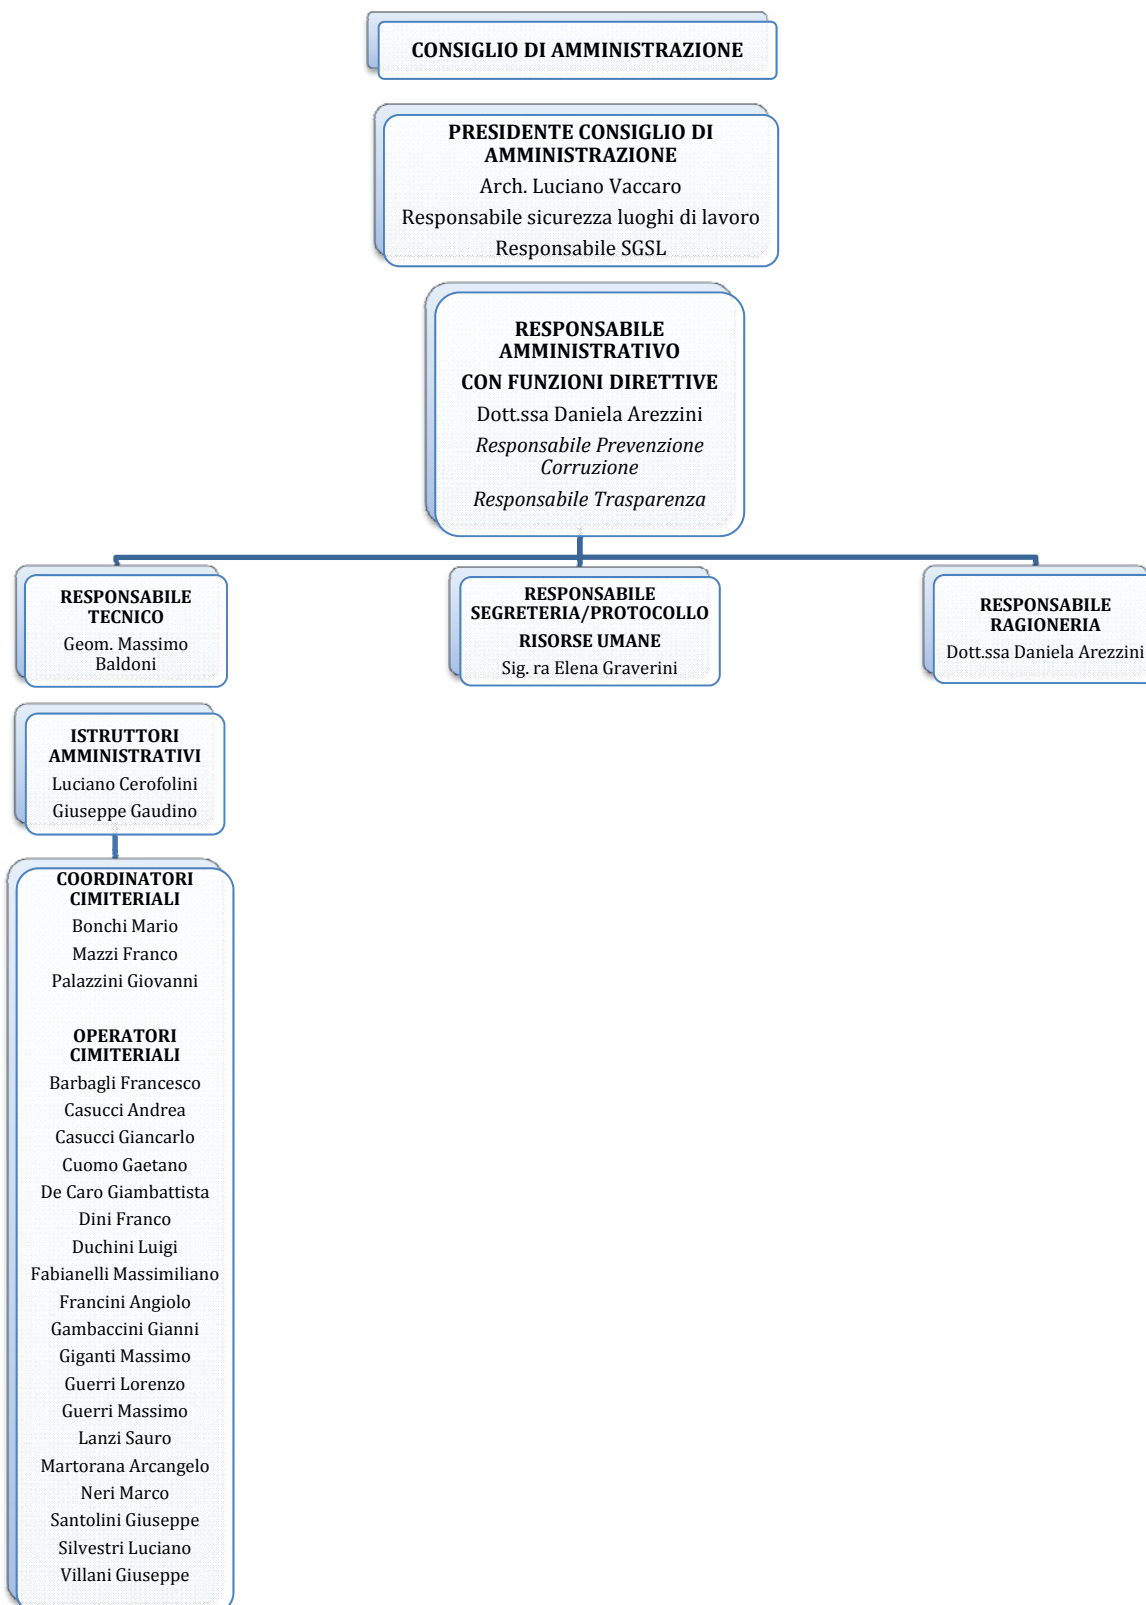 CONSIGLIO DI AMMINISTRAZIONE
PRESIDENTE CONSIGLIO DI
AMMINISTRAZIONE
Arch. Luciano Vaccaro
Responsabile sicurezza luoghi di lavoro
Responsabile SGSL
RESPONSABILE
AMMINISTRATIVO
CON FUNZIONI DIRETTIVE
Dott.ssa Daniela Arezzini
Responsabile Prevenzione
Corruzione
Responsabile Trasparenza
RESPONSABILE
TECNICO
Geom. Massimo
Baldoni
RESPONSABILE
SEGRETERIA/PROTOCOLLO
RISORSE UMANE
Sig. ra Elena Graverini
RESPONSABILE
RAGIONERIA
Dott.ssa Daniela Arezzini
ISTRUTTORI
AMMINISTRATIVI
Luciano Cerofolini
Giuseppe Gaudino
COORDINATORI
CIMITERIALI
Bonchi Mario
Mazzi Franco
Palazzini Giovanni
OPERATORI
CIMITERIALI
Barbagli Francesco
Casucci Andrea
Casucci Giancarlo
Cuomo Gaetano
De Caro Giambattista
Dini Franco
Duchini Luigi
Fabianelli Massimiliano
Francini Angiolo
Gambaccini Gianni
Giganti Massimo
Guerri Lorenzo
Guerri Massimo
Lanzi Sauro
Martorana Arcangelo
Neri Marco
Santolini Giuseppe
Silvestri Luciano
Villani Giuseppe